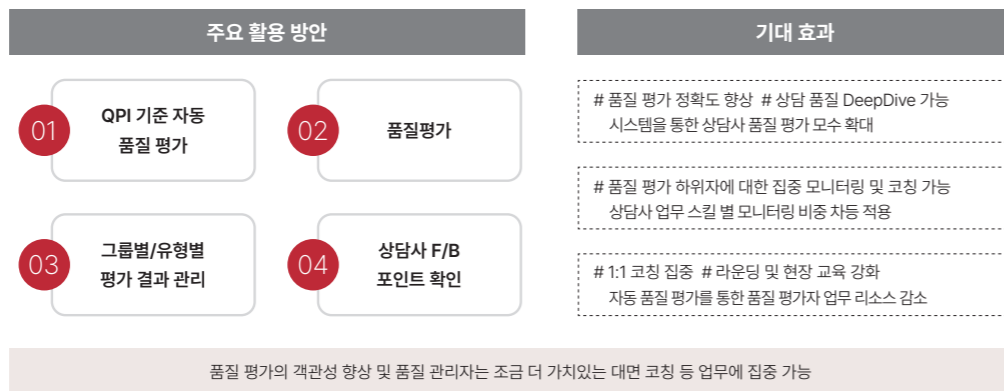 주요 활용 방안
01
QPI 기준 자동
품질 평가
02
품질평가
03
그룹별/유형별
평가 결과 관리
04
상담사 F/B
포인트 확인
기대 효과
# 품질 평가 정확도 향상 # 상담 품질 DeepDive 가능
시스템을 통한 상담사 품질 평가 모수 확대
# 품질 평가 하위자에 대한 집중 모니터링 및 코칭 가능
상담사 업무 스킬 별 모니터링 비중 차등 적용
# 1:1 코칭 집중 # 라운딩 및 현장 교육 강화
자동 품질 평가를 통한 품질 평가자 업무 리소스 감소
품질 평가의 객관성 향상 및 품질 관리자는 조금 더 가치있는 대면 코칭 등 업무에 집중 가능